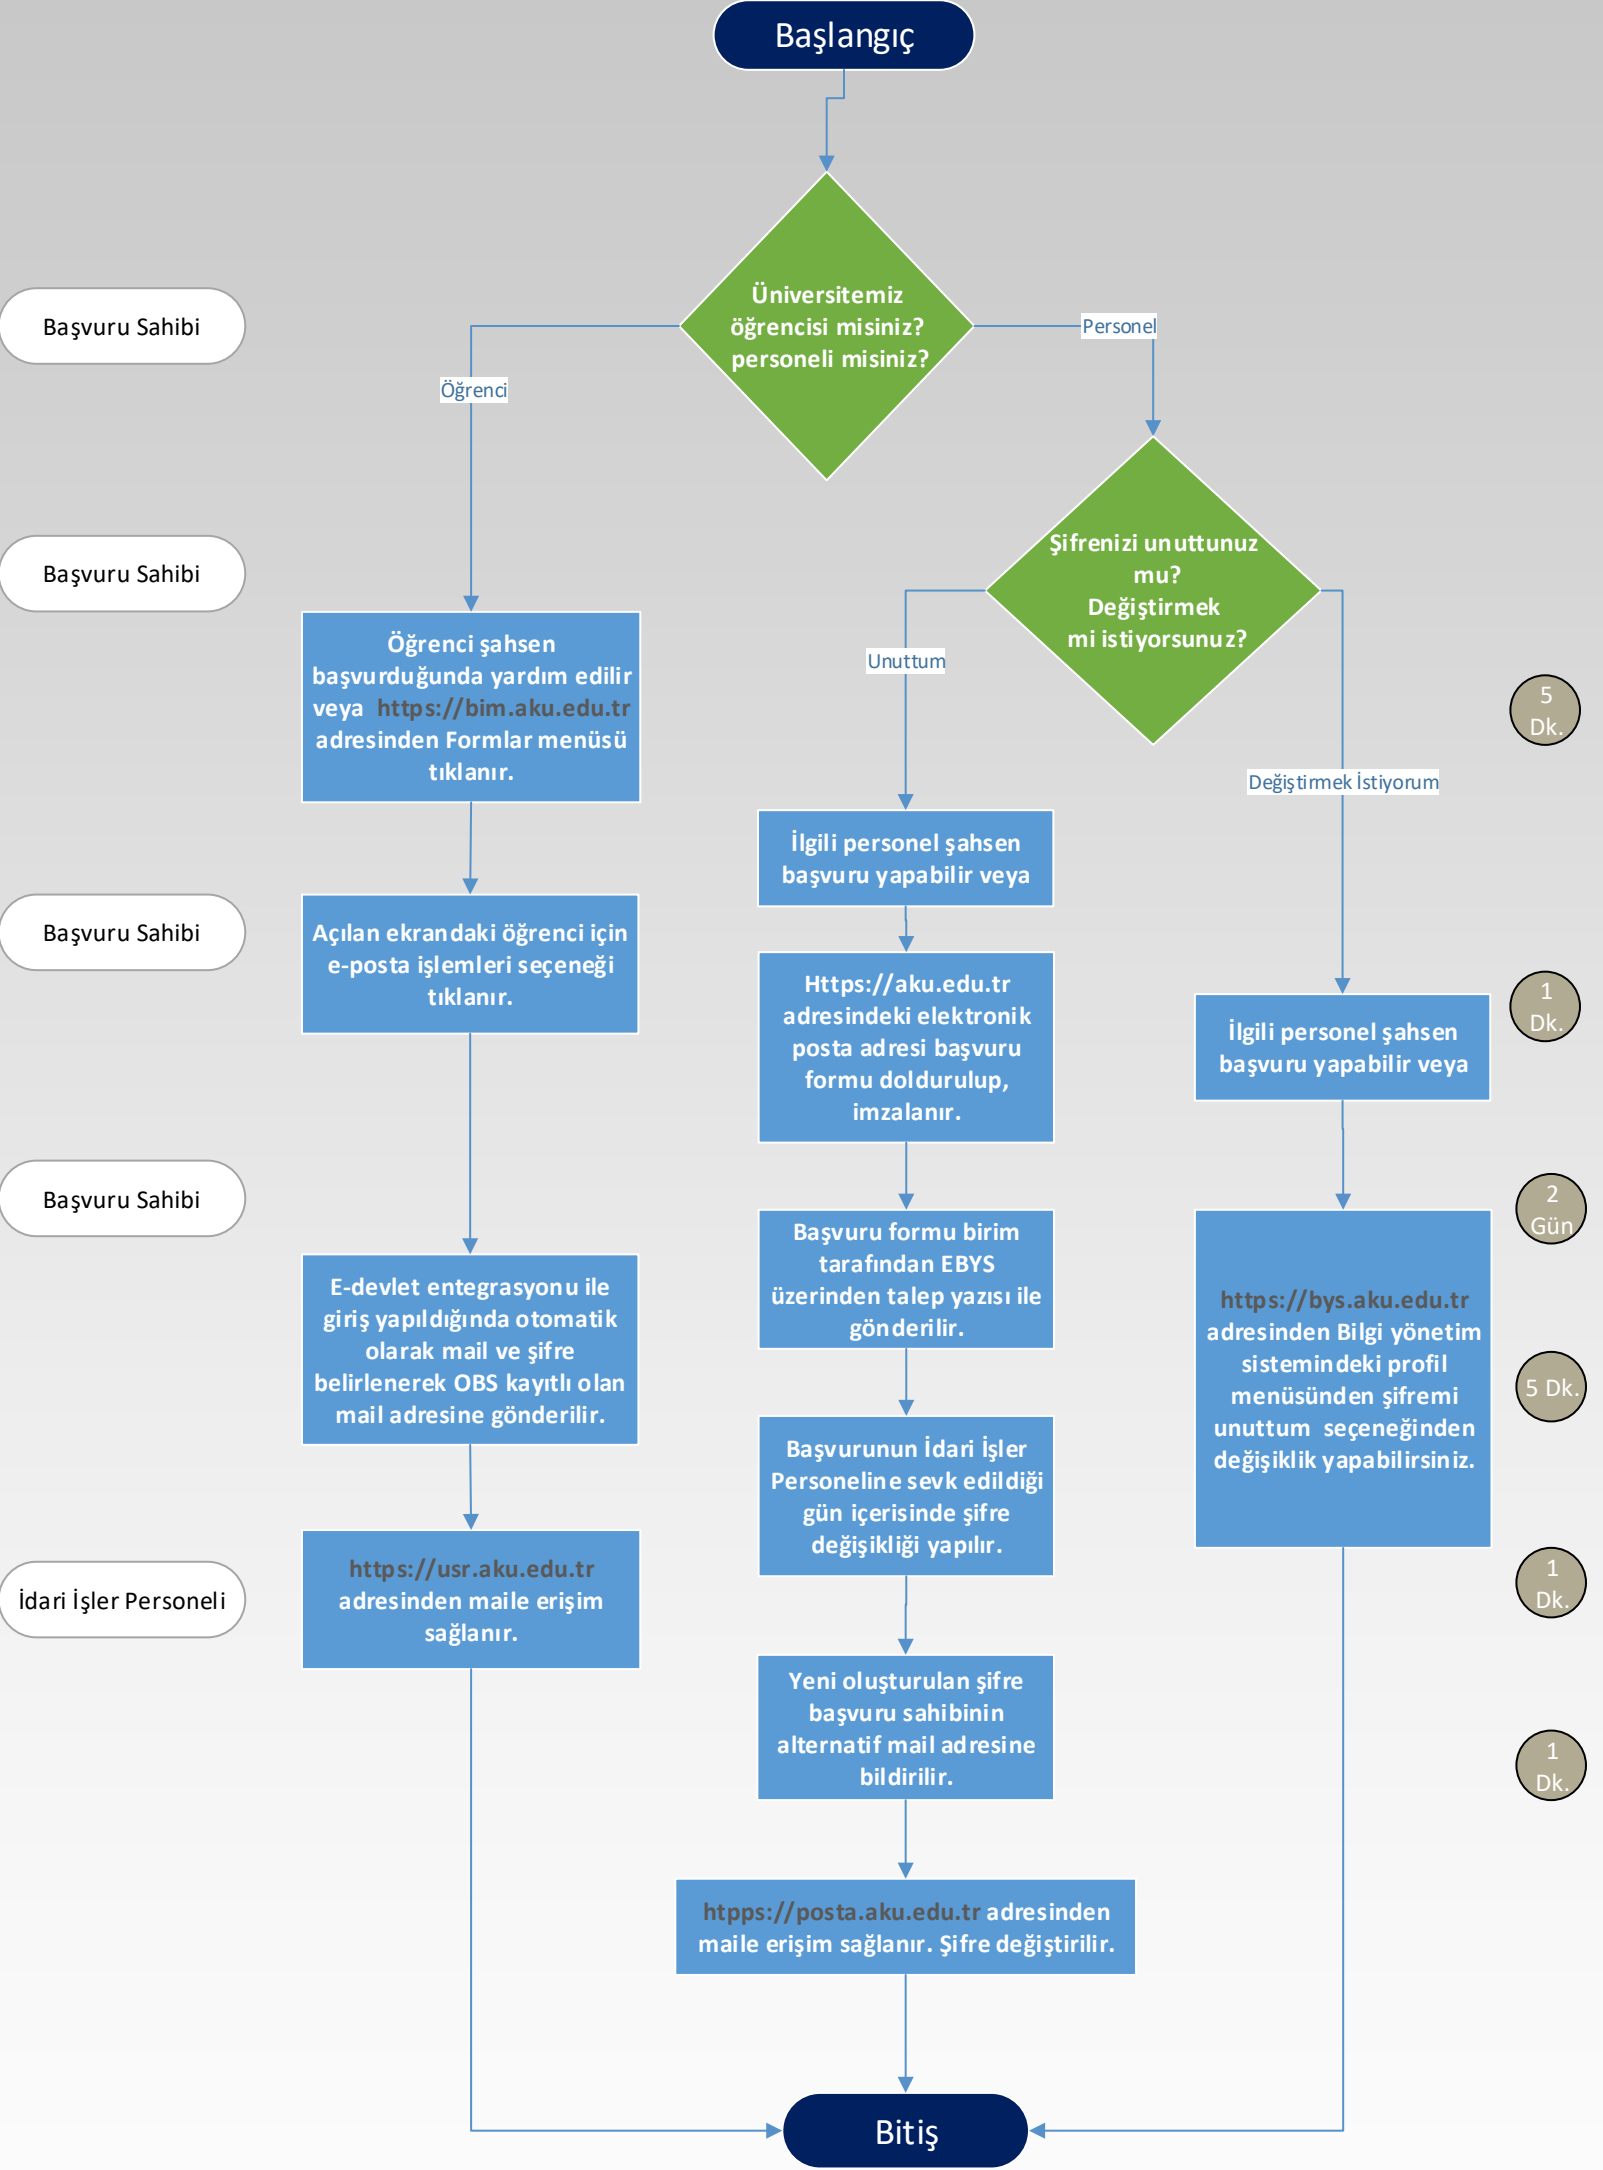 Başlangıç
Üniversitemiz
öğrencisi misiniz?
personeli misiniz?
Başvuru Sahibi
Personel
Öğrenci
Başvuru Sahibi
Şifrenizi unuttunuz
mu?
Değiştirmek
mi istiyorsunuz?
Öğrenci şahsen
başvurduğunda yardım edilir
veya https://bim.aku.edu.tr
adresinden Formlar menüsü
tıklanır.
Unuttum
5
Dk.
Değiştirmek İstiyorum
İlgili personel şahsen
başvuru yapabilir veya
Başvuru Sahibi
Açılan ekrandaki öğrenci için
e-posta işlemleri seçeneği
tıklanır.
Https://aku.edu.tr
adresindeki elektronik
posta adresi başvuru
formu doldurulup,
imzalanır.
İlgili personel şahsen
başvuru yapabilir veya
1
Dk.
Başvuru Sahibi
Başvuru formu birim
tarafından EBYS
üzerinden talep yazısı ile
gönderilir.
2
Gün
E-devlet entegrasyonu ile
giriş yapıldığında otomatik
olarak mail ve şifre
belirlenerek OBS kayıtlı olan
mail adresine gönderilir.
https://bys.aku.edu.tr
adresinden Bilgi yönetim
sistemindeki profil
menüsünden şifremi
unuttum seçeneğinden
değişiklik yapabilirsiniz.
5 Dk.
Başvurunun İdari İşler
Personeline sevk edildiği
gün içerisinde şifre
değişikliği yapılır.
İdari İşler Personeli
https://usr.aku.edu.tr
adresinden maile erişim
sağlanır.
1
Dk.
Yeni oluşturulan şifre
başvuru sahibinin
alternatif mail adresine
bildirilir.
1
Dk.
htpps://posta.aku.edu.tr adresinden
maile erişim sağlanır. Şifre değiştirilir.
Bitiş